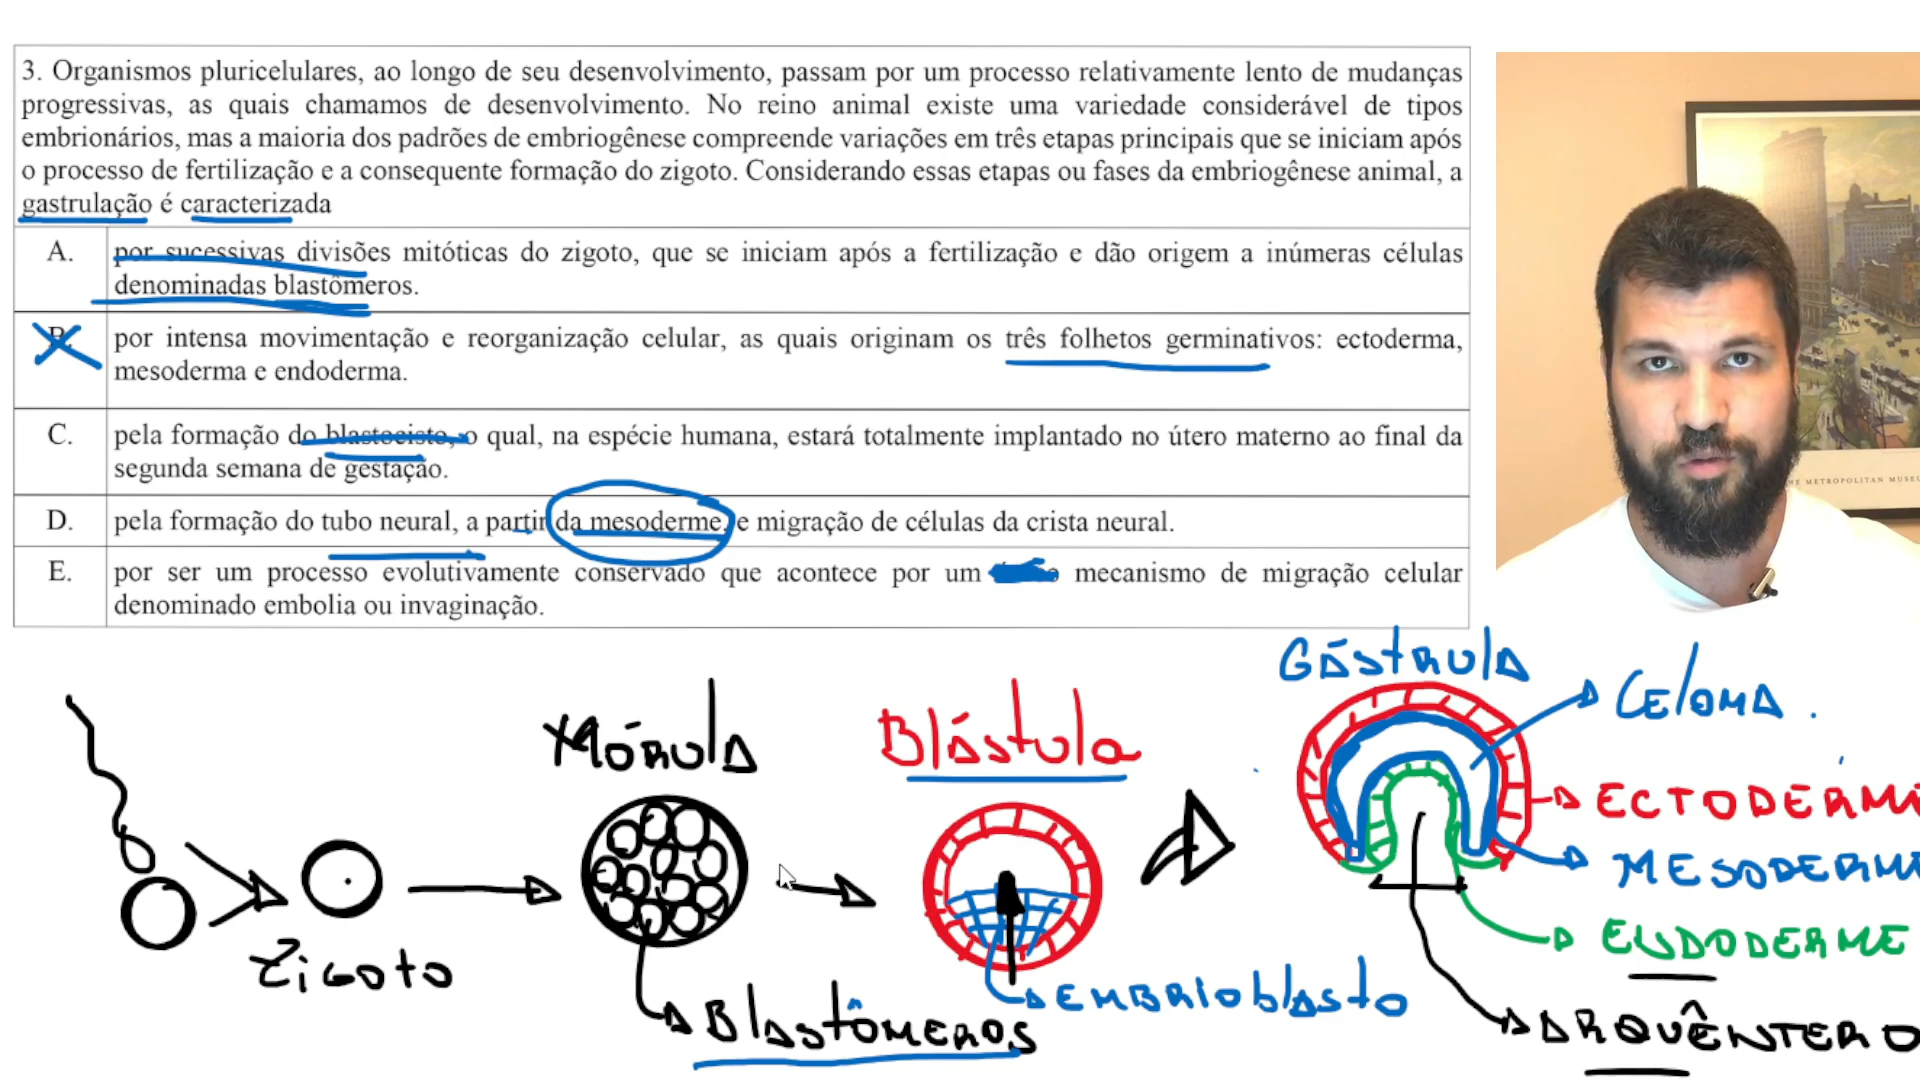 3. Organismos pluricelulares, ao longo de seu desenvolvimento, passam por um processo relativamente lento de mudanças
progressivas, as quais chamamos de desenvolvimento. No reino animal existe uma variedade considerável de tipos
embrionários, mas a maioria dos padrões de embriogênese compreende variações em três etapas principais que se iniciam após
o processo de fertilização e a consequente formação do zigoto. Considerando essas etapas ou fases da embriogênese animal, a
gastrulação é caracterizada
A. por sucessivas divisões mitóticas do zigoto, que se iniciam após a fertilização e dão origem a inúmeras células
denominadas blastômeros.
B. por intensa movimentação e reorganização celular, as quais originam os três folhetos germinativos: ectoderma,
mesoderma e endoderma.
C. pela formação do blastocisto, o qual, na espécie humana, estará totalmente implantado no útero materno ao final da
segunda semana de gestação.
D. pela formação do tubo neural, a partir da mesoderme, e migração de células da crista neural.
E. por ser um processo evolutivamente conservado que acontece por um mecanismo de migração celular
denominado embolia ou invaginação.
METROPOLITAN
Gástrula
Celoma.
Mórula
Blástula
Ectoderme
Mesoderme
Endoderme
Zigoto
Embrioblasto
Blastômeros
Arquêntero